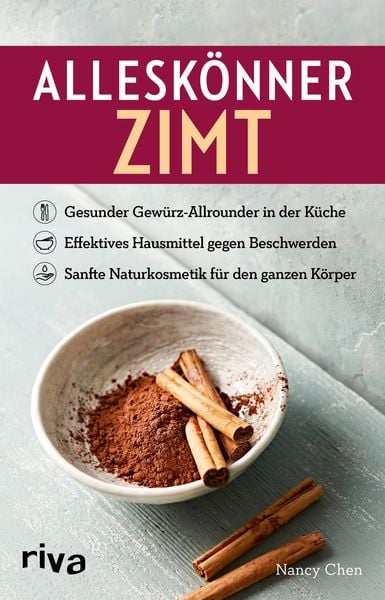 ALLESKÖNNER
ZIMT
Gesunder Gewürz-Allrounder in der Küche
Effektives Hausmittel gegen Beschwerden
Sanfte Naturkosmetik für den ganzen Körper
riva
Nancy Chen